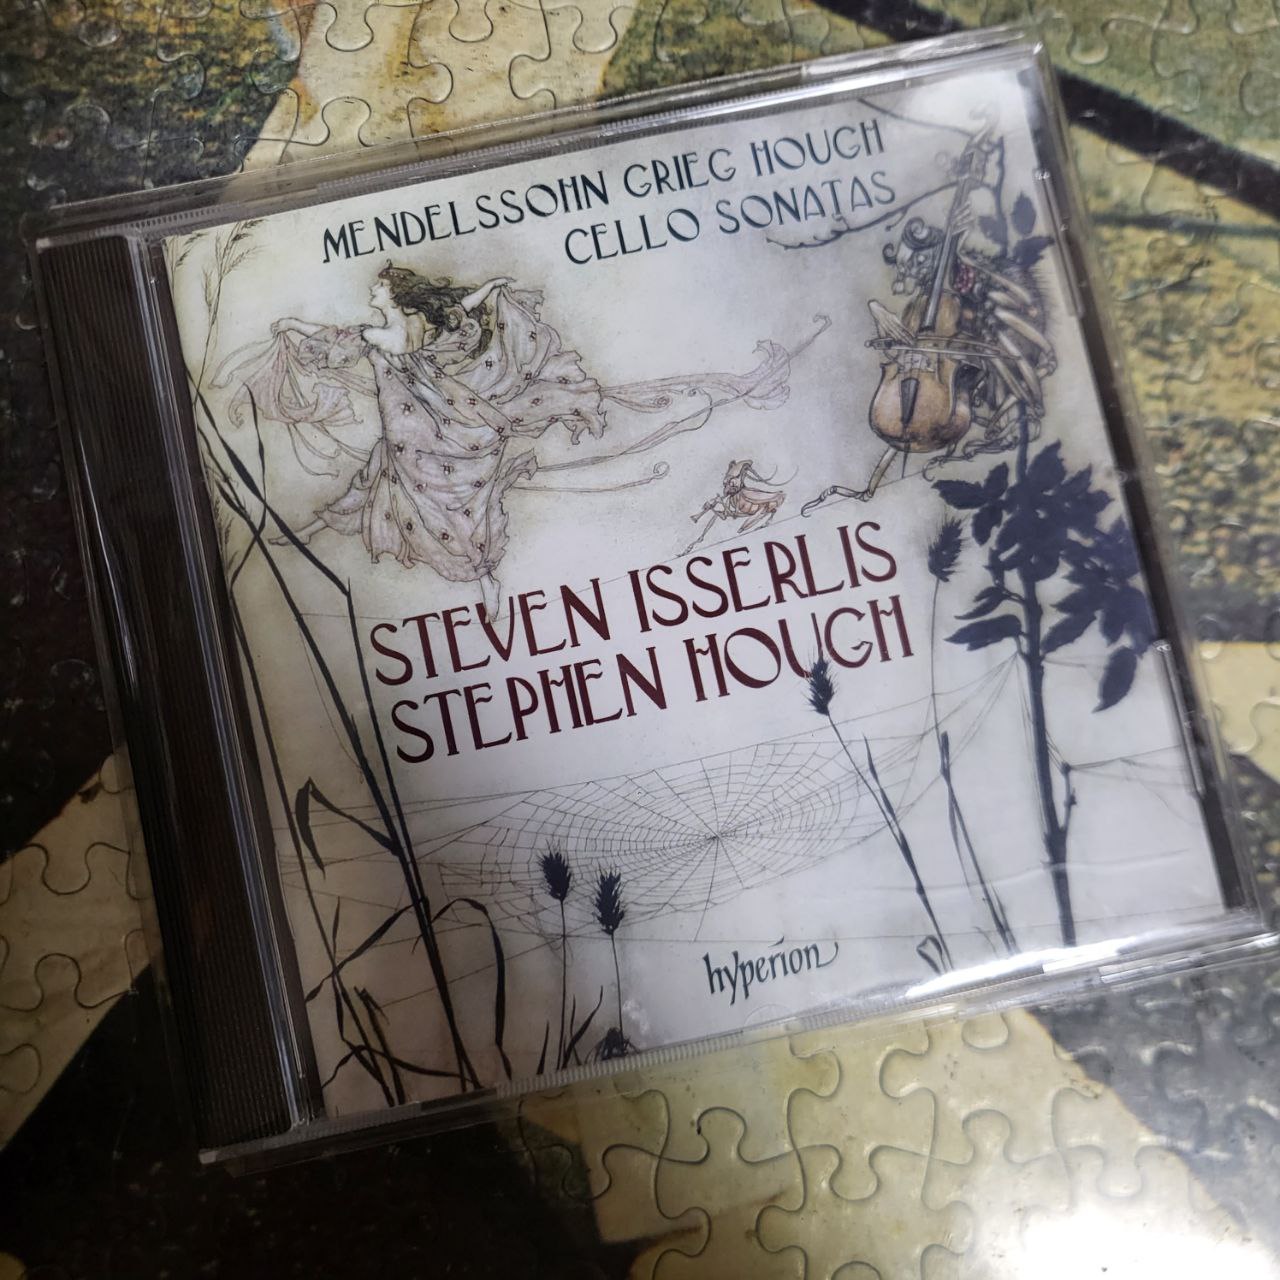 MENDELSSOHN GRIEG HOUGH
CELLO SONATAS
STEVEN ISSERLIS
STEPHEN HOUGH
hyperion